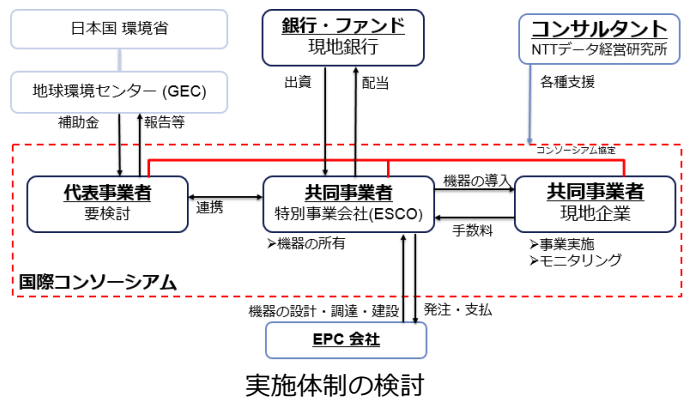 日本国 環境省
銀行・ファンド
現地銀行
コンサルタント
NTTデータ経営研究所
地球環境センター (GEC)
出資
配当
各種支援
補助金
報告等
コンソーシアム協定
代表事業者
要検討
連携
共同事業者
特別事業会社(ESCO)
➢機器の所有
機器の導入
手数料
共同事業者
現地企業
➢事業実施
➢モニタリング
国際コンソーシアム
機器の設計・調達・建設
発注・支払
EPC 会社
実施体制の検討